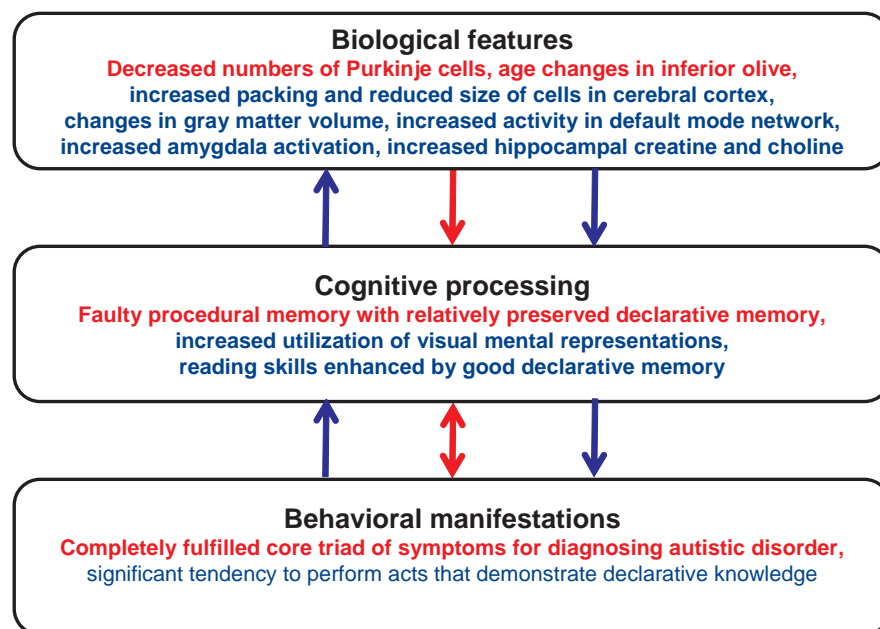 Biological features
Decreased numbers of Purkinje cells, age changes in inferior olive,
increased packing and reduced size of cells in cerebral cortex,
changes in gray matter volume, increased activity in default mode network,
increased amygdala activation, increased hippocampal creatine and choline
Cognitive processing
Faulty procedural memory with relatively preserved declarative memory,
increased utilization of visual mental representations,
reading skills enhanced by good declarative memory
Behavioral manifestations
Completely fulfilled core triad of symptoms for diagnosing autistic disorder,
significant tendency to perform acts that demonstrate declarative knowledge